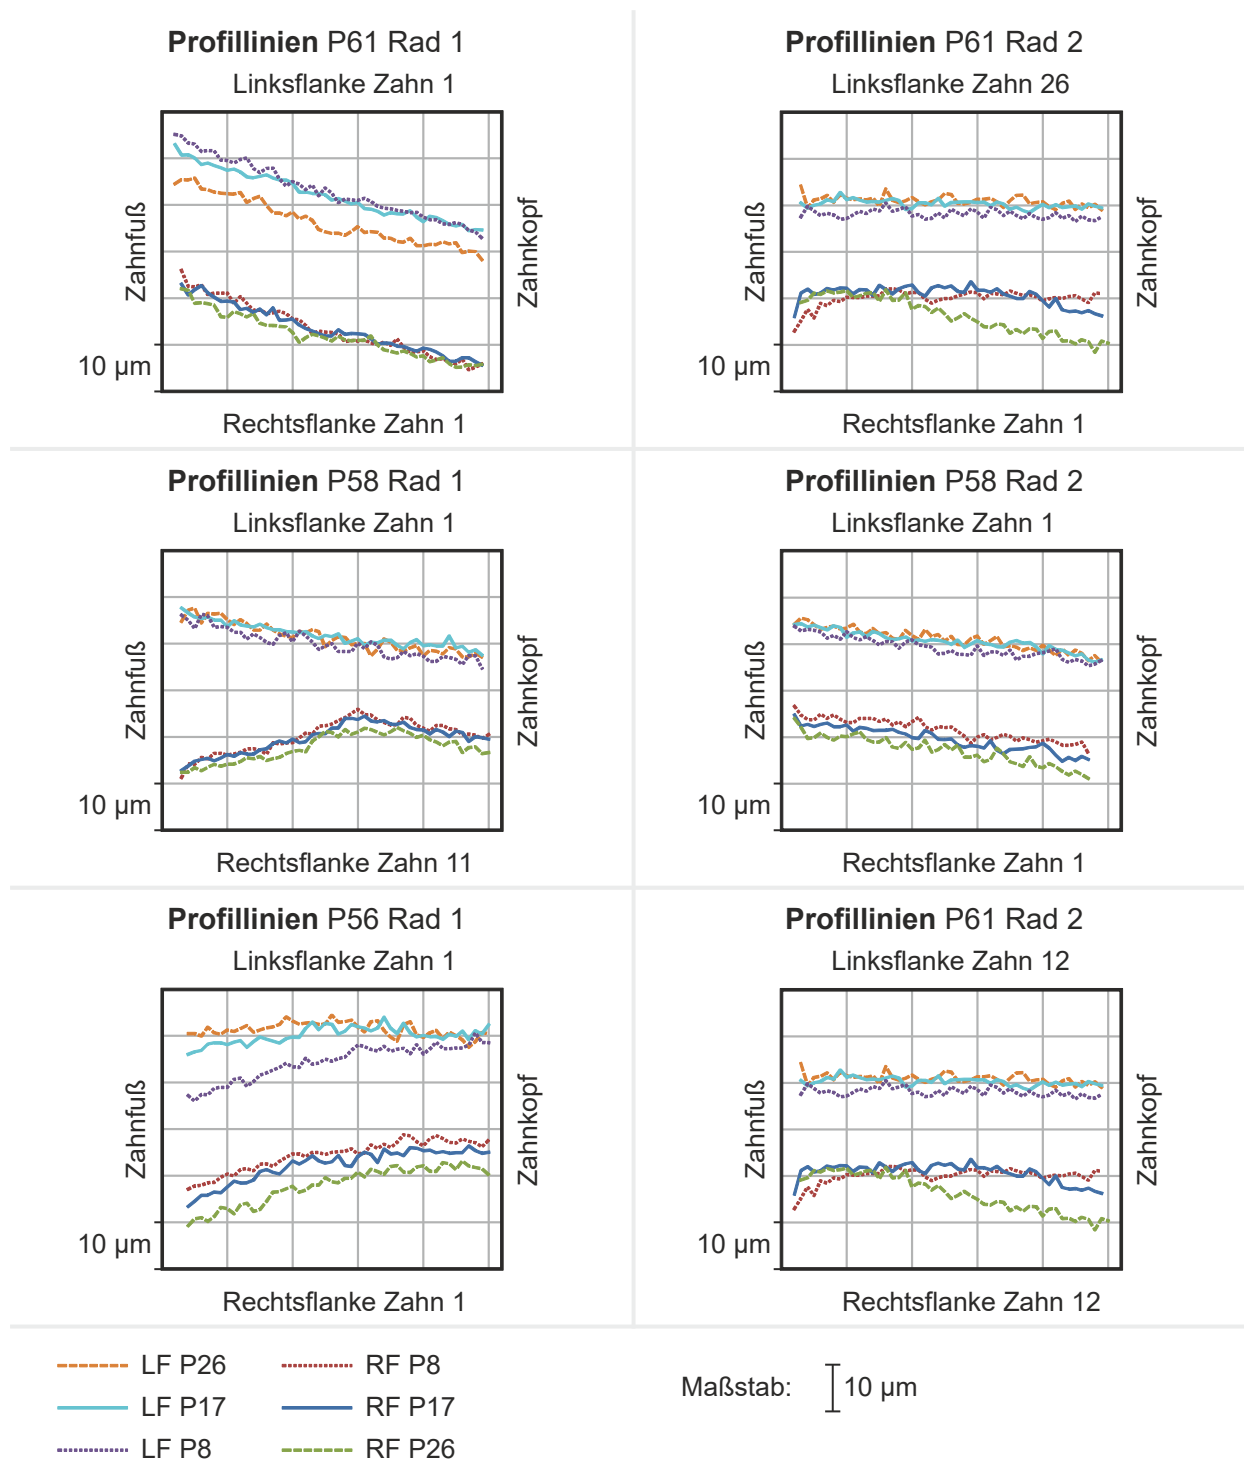 Profillinien P61 Rad 1
Linksflanke Zahn 1
Zahnfuß
Zahnkopf
10 µm
Rechtsflanke Zahn 1
Profillinien P61 Rad 2
Linksflanke Zahn 26
Zahnfuß
Zahnkopf
10 µm
Rechtsflanke Zahn 1
Profillinien P58 Rad 1
Linksflanke Zahn 1
Zahnfuß
Zahnkopf
10 µm
Rechtsflanke Zahn 11
Profillinien P58 Rad 2
Linksflanke Zahn 1
Zahnfuß
Zahnkopf
10 µm
Rechtsflanke Zahn 1
Profillinien P56 Rad 1
Linksflanke Zahn 1
Zahnfuß
Zahnkopf
10 µm
Rechtsflanke Zahn 1
Profillinien P61 Rad 2
Linksflanke Zahn 12
Zahnfuß
Zahnkopf
10 µm
Rechtsflanke Zahn 12
LF P26
LF P17
LF P8
RF P8
RF P17
RF P26
Maßstab: 10 µm